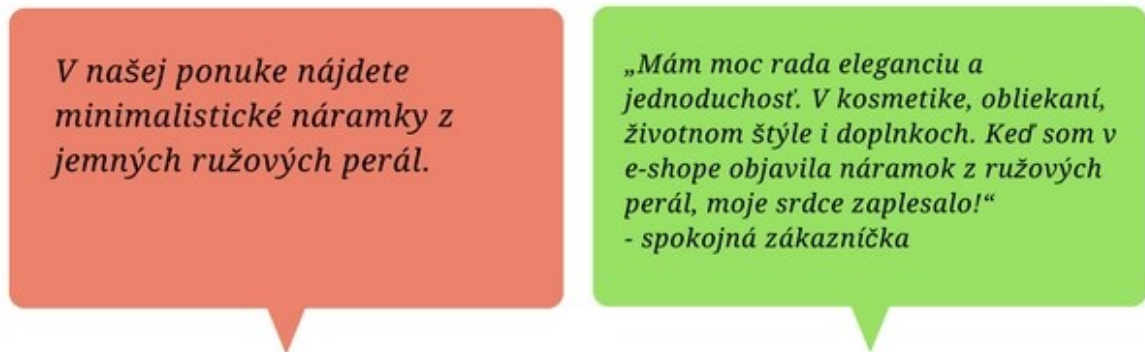 V našej ponuke nájdete
minimalistické náramky z
jemných ružových perál.
„Mám moc rada eleganciu a
jednoduchosť. V kosmetike, obliekaní,
životnom štýle i doplnkoch. Keď som v
e-shope objavila náramok z ružových
perál, moje srdce zaplesalo!“
- spokojná zákazníčka